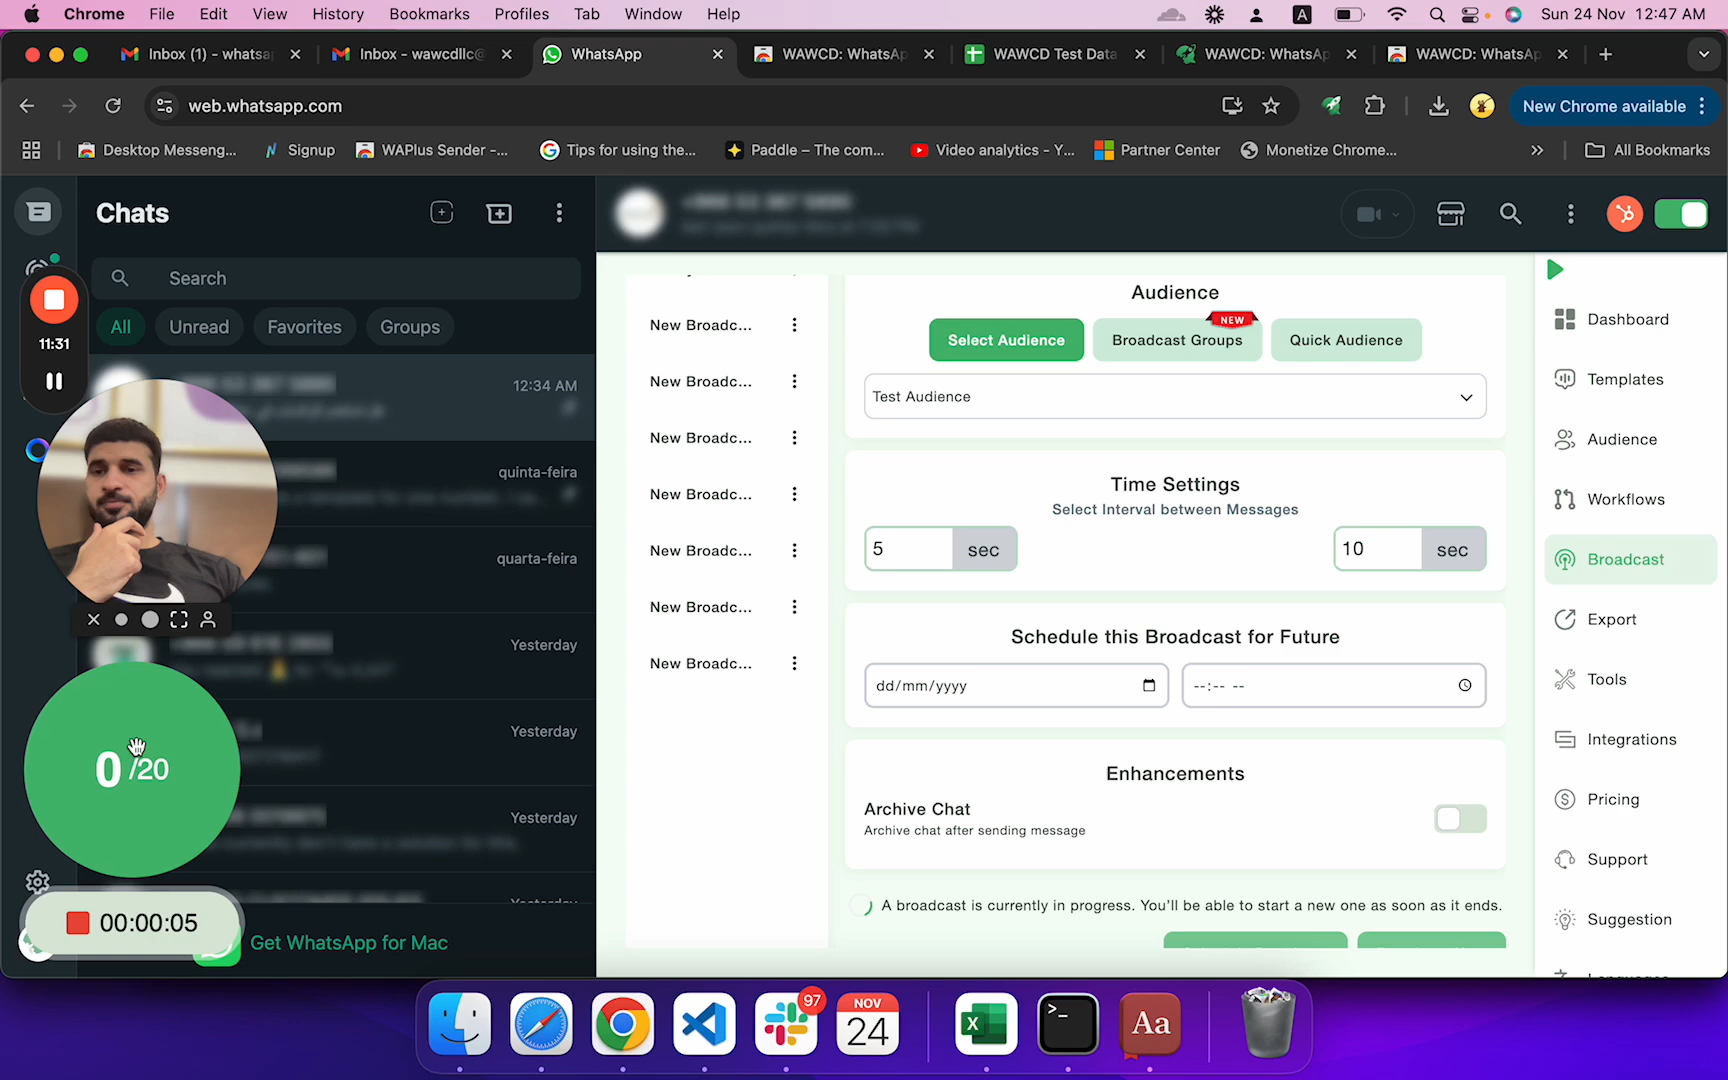 Chrome File Edit View History Bookmarks Profiles Tab Window Help
A Sun 24 Nov 12:47 AM
Inbox (1) - whatsa
Inbox - wawcdllc@
WhatsApp
WAWCD: WhatsAp
WAWCD Test Data
WAWCD: WhatsAp
WAWCD: WhatsAp
web.whatsapp.com
New Chrome available
Desktop Messeng...
Signup
WAPlus Sender -...
Tips for using the...
Paddle – The com...
Video analytics - Y...
Partner Center
Monetize Chrome...
All Bookmarks
Chats
Search
All Unread Favorites Groups
11:31
12:34 AM
quinta-feira
quarta-feira
Yesterday
Yesterday
Yesterday
0 /20
00:00:05
Get WhatsApp for Mac
New Broadc...
New Broadc...
New Broadc...
New Broadc...
New Broadc...
New Broadc...
New Broadc...
Audience
NEW
Select Audience
Broadcast Groups
Quick Audience
Test Audience
Time Settings
Select Interval between Messages
5 sec
10 sec
Schedule this Broadcast for Future
dd/mm/yyyy
--:-- --
Enhancements
Archive Chat
Archive chat after sending message
A broadcast is currently in progress. You'll be able to start a new one as soon as it ends.
Dashboard
Templates
Audience
Workflows
Broadcast
Export
Tools
Integrations
Pricing
Support
Suggestion
97
NOV
24
X
>_
Aa